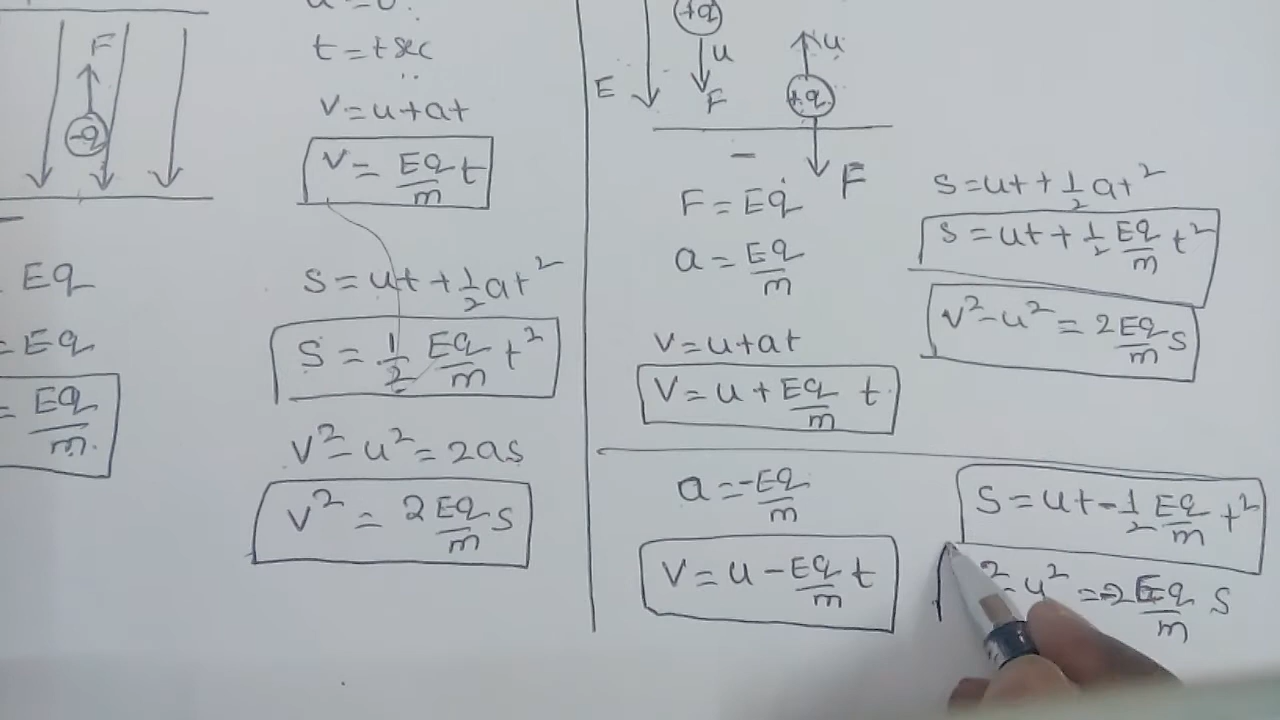 F
-q
Eq
= Eq
= Eq/m.
u = 0.
t = t sec
V = u + at
V = Eq/m t
S = ut + 1/2 at²
S = 1/2 Eq/m t²
V² - u² = 2as
V² = 2 Eq/m s
+q
u
F
E
u
+q
F
-
F = Eq
a = Eq/m
V = u + at
V = u + Eq/m t
S = ut + 1/2 at²
S = ut + 1/2 Eq/m t²
V² - u² = 2 Eq/m s
a = -Eq/m
V = u - Eq/m t
S = ut - 1/2 Eq/m t²
² - u² = -2 Eq/m s